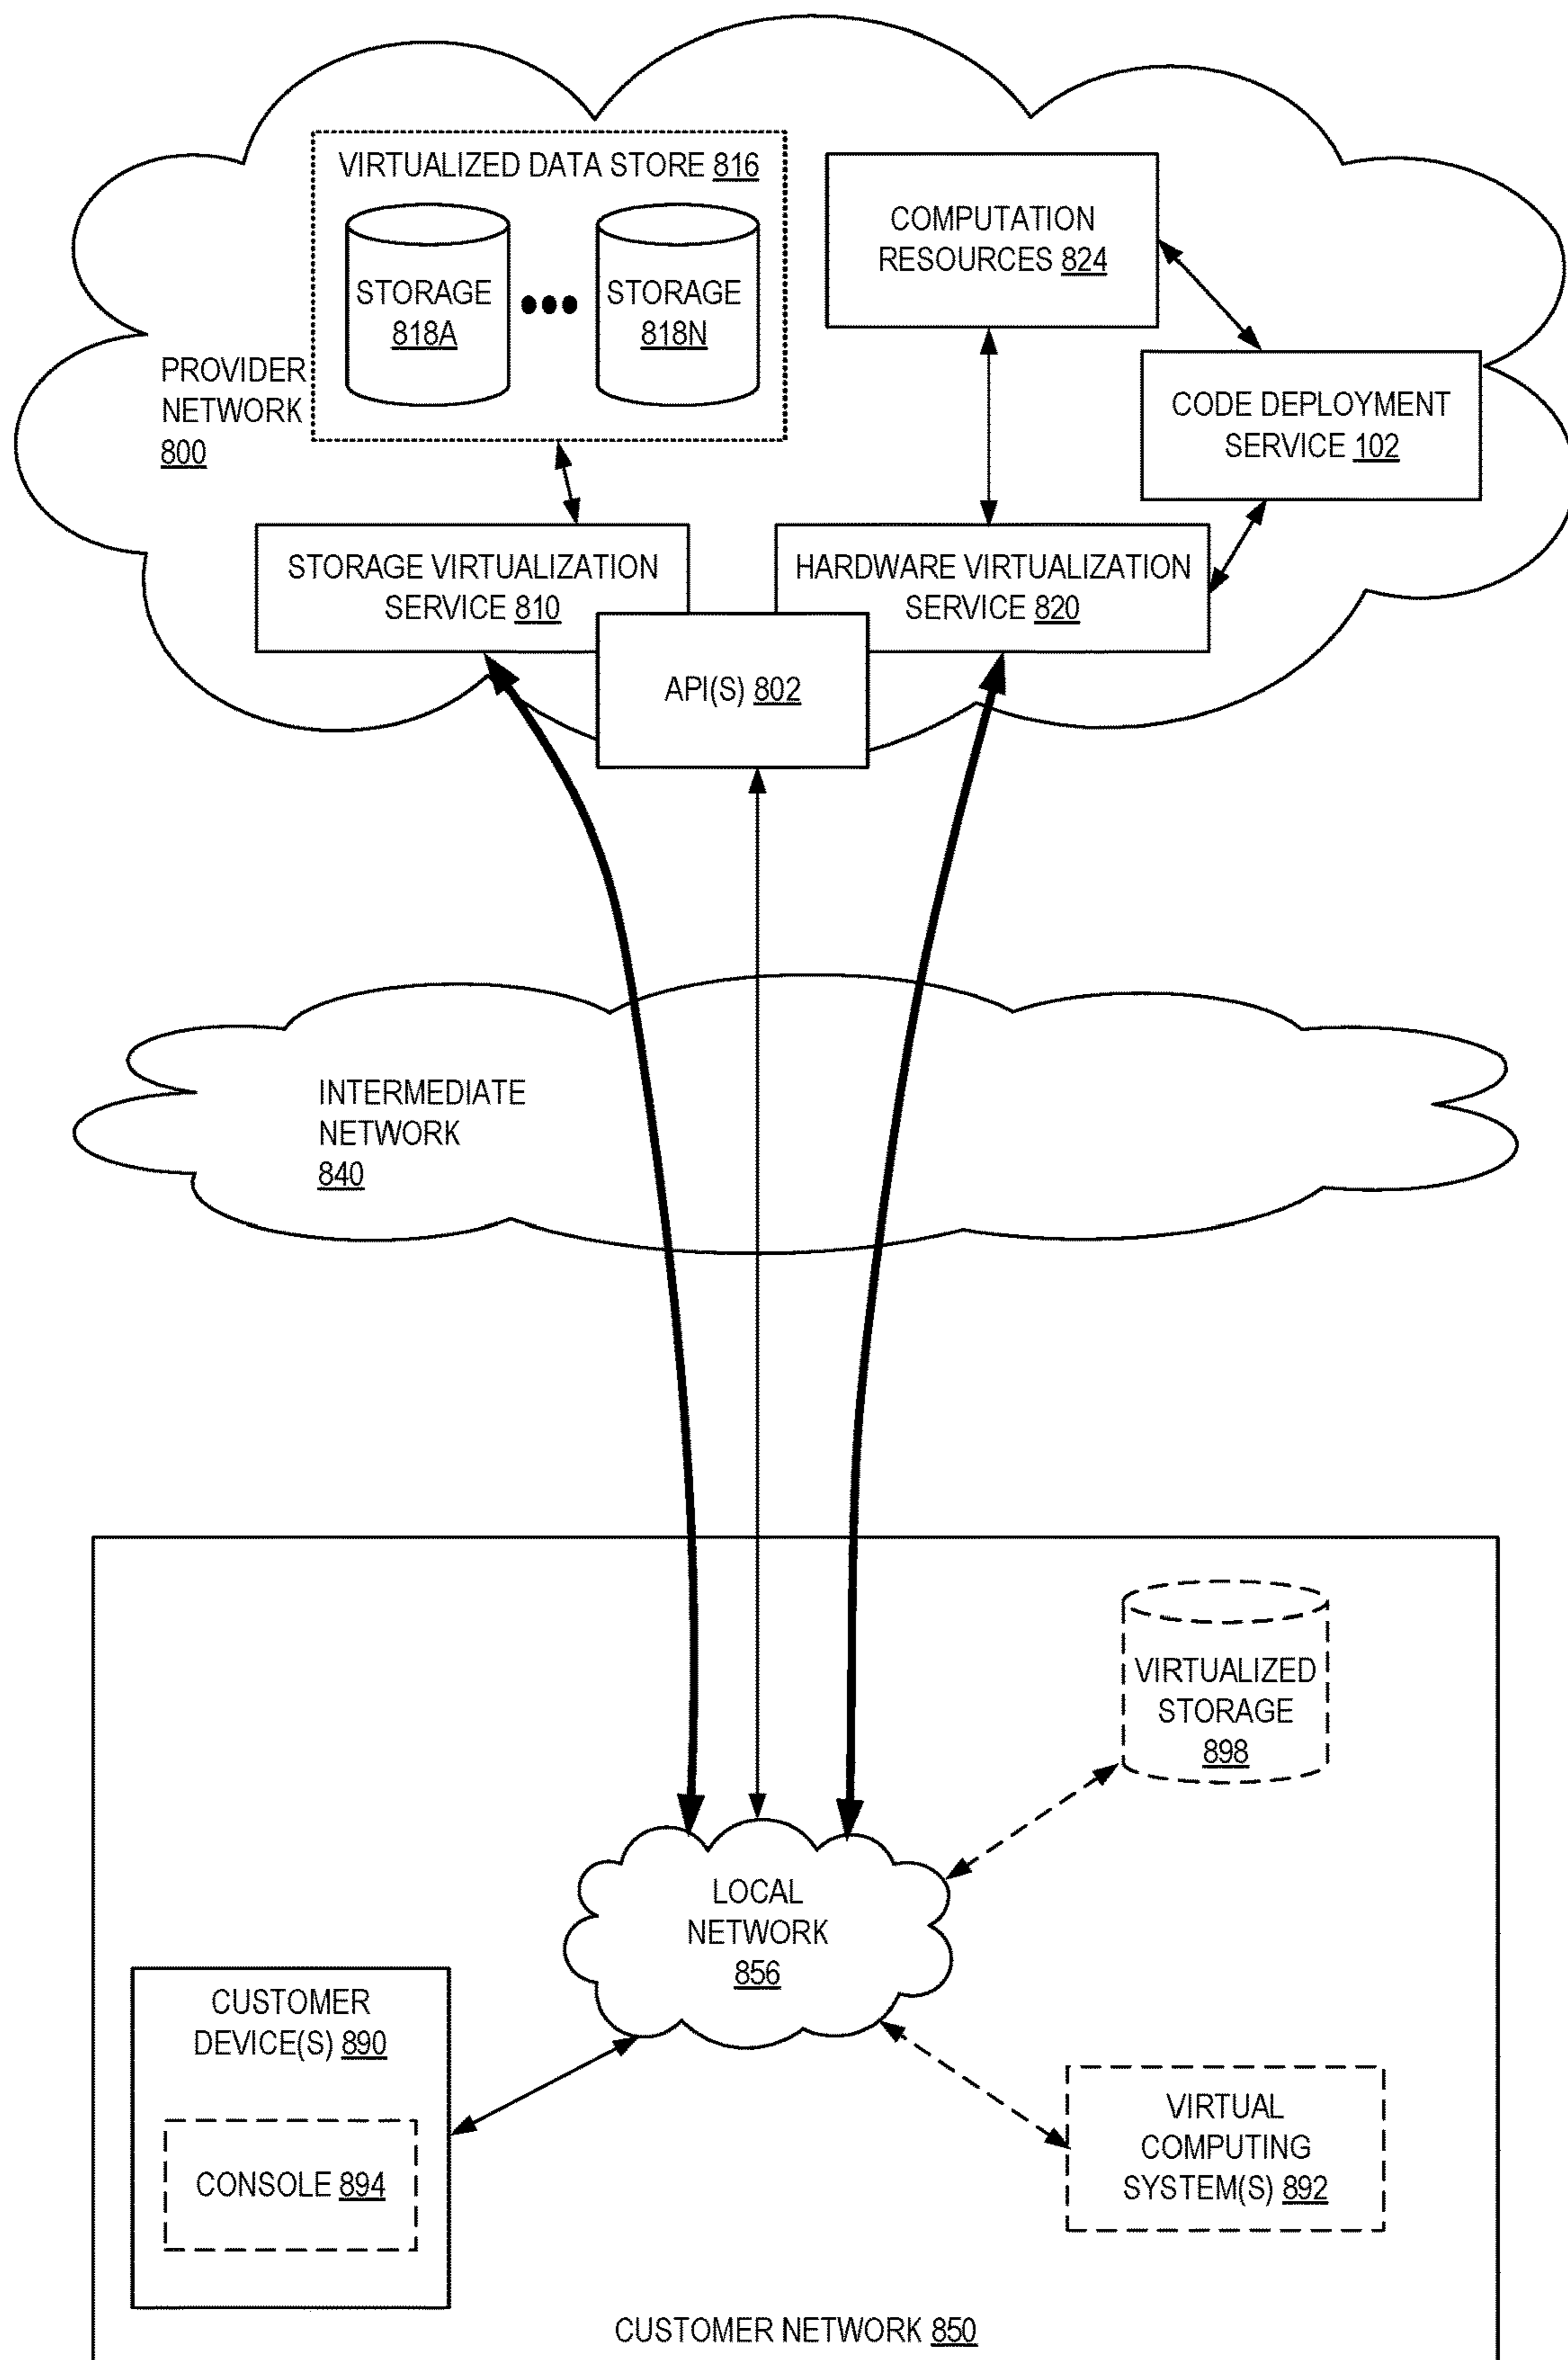 VIRTUALIZED DATA STORE 816
STORAGE
818A
STORAGE
818N
COMPUTATION
RESOURCES 824
PROVIDER
NETWORK
800
CODE DEPLOYMENT
SERVICE 102
STORAGE VIRTUALIZATION
SERVICE 810
HARDWARE VIRTUALIZATION
SERVICE 820
API(S) 802
INTERMEDIATE
NETWORK
840
VIRTUALIZED
STORAGE
898
LOCAL
NETWORK
856
CUSTOMER
DEVICE(S) 890
CONSOLE 894
VIRTUAL
COMPUTING
SYSTEM(S) 892
CUSTOMER NETWORK 850